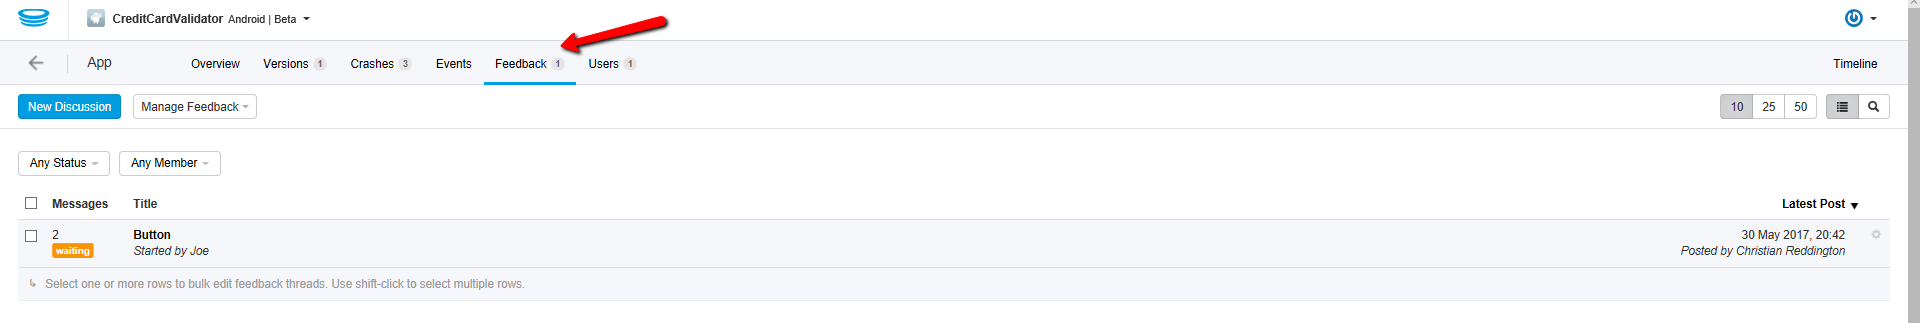 CreditCardValidator Android | Beta
App Overview Versions 1 Crashes 3 Events Feedback 1 Users 1 Timeline
New Discussion Manage Feedback 10 25 50
Any Status Any Member
Messages Title Latest Post
2 Button 30 May 2017, 20:42
waiting Started by Joe Posted by Christian Reddington
Select one or more rows to bulk edit feedback threads. Use shift-click to select multiple rows.